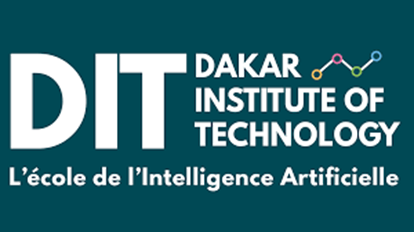 DIT
DAKAR
INSTITUTE OF
TECHNOLOGY
L'école de l'Intelligence Artificielle